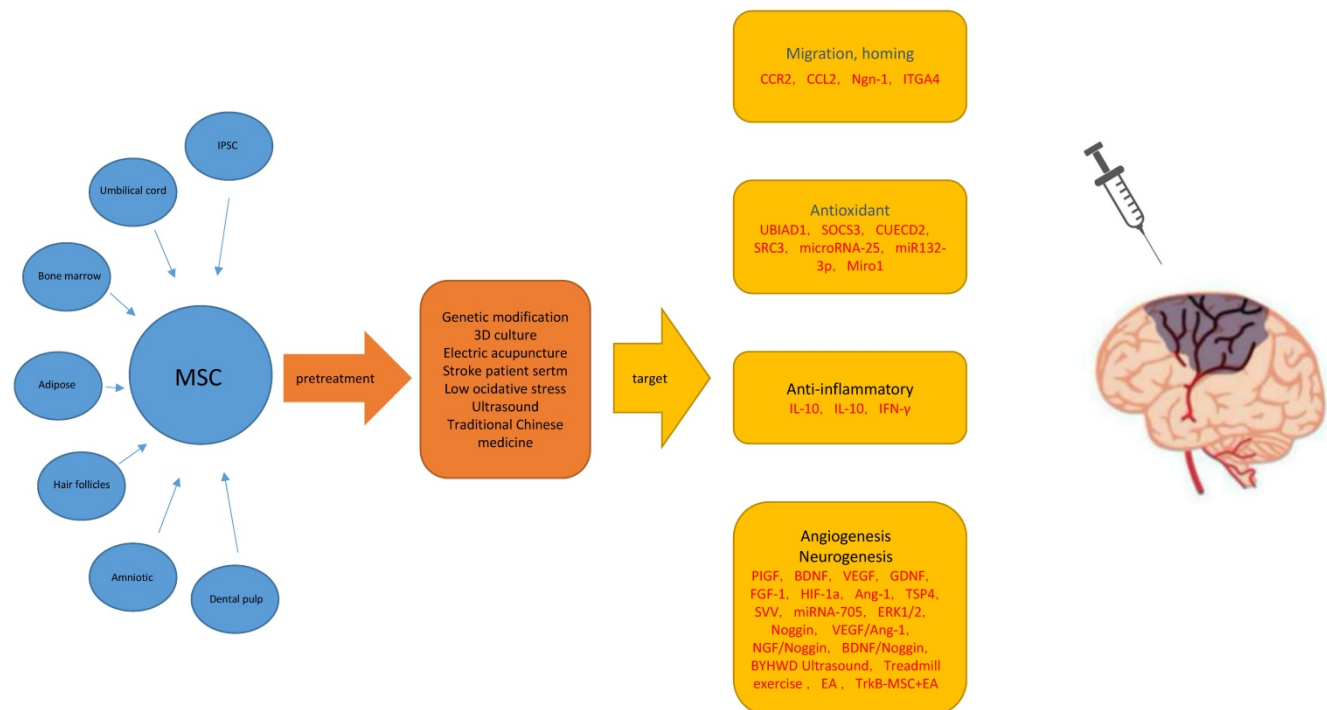 IPSC
Umbilical cord
Bone marrow
Adipose
Hair follicles
Amniotic
Dental pulp
MSC
pretreatment
Genetic modification
3D culture
Electric acupuncture
Stroke patient sertm
Low ocidative stress
Ultrasound
Traditional Chinese
medicine
target
Migration, homing
CCR2, CCL2, Ngn-1, ITGA4
Antioxidant
UBIAD1, SOCS3, CUECD2,
SRC3, microRNA-25, miR132-
3p, Miro1
Anti-inflammatory
IL-10, IL-10, IFN-γ
Angiogenesis
Neurogenesis
PIGF, BDNF, VEGF, GDNF,
FGF-1, HIF-1a, Ang-1, TSP4,
SVV, miRNA-705, ERK1/2,
Noggin, VEGF/Ang-1,
NGF/Noggin, BDNF/Noggin,
BYHWD Ultrasound, Treadmill
exercise , EA , TrkB-MSC+EA